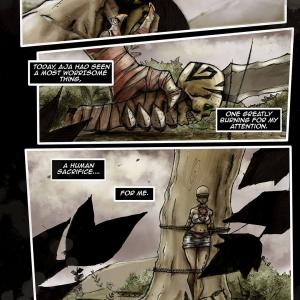 TODAY, AJA HAD SEEN
A MOST WORRISOME
THING,
ONE GREATLY
BURNING FOR MY
ATTENTION.
A HUMAN
SACRIFICE...
FOR ME.